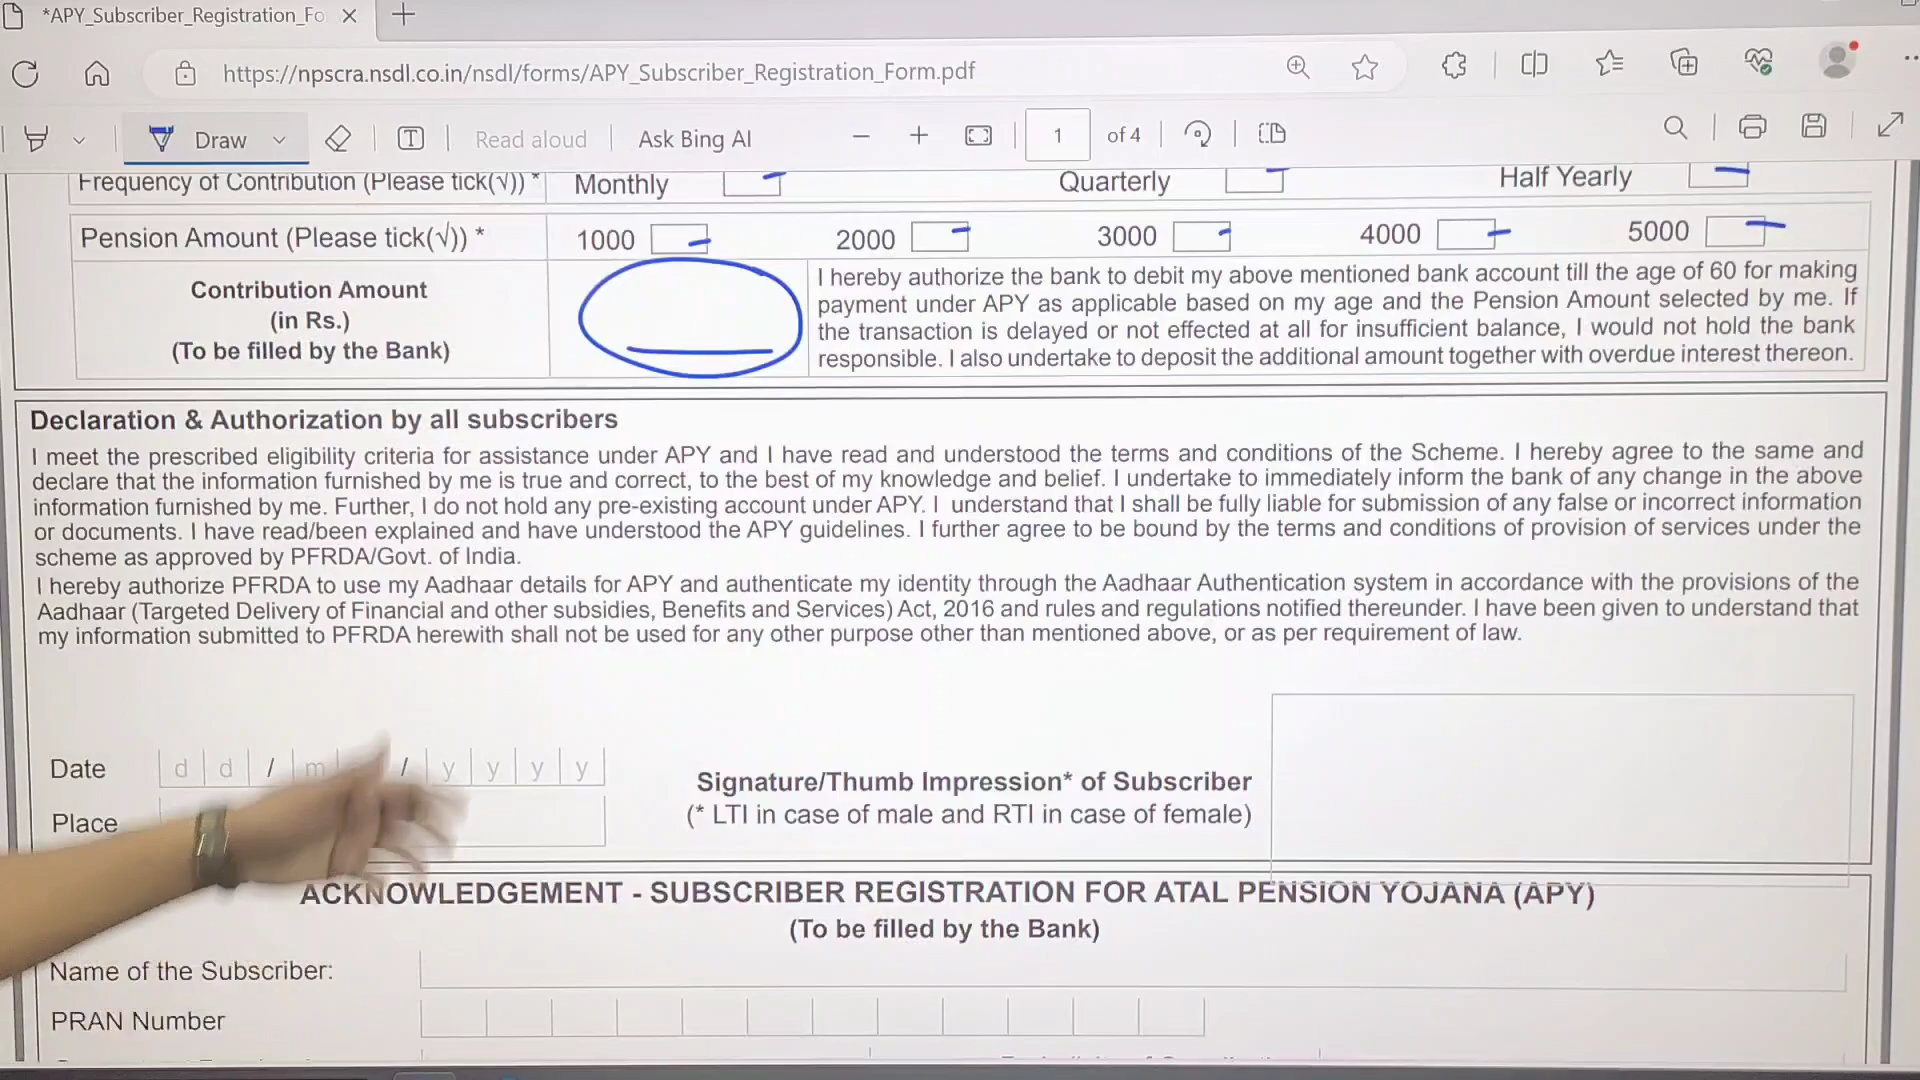 *APY_Subscriber_Registration_Fo
https://npscra.nsdl.co.in/nsdl/forms/APY_Subscriber_Registration_Form.pdf
Draw Read aloud Ask Bing AI 1 of 4
Frequency of Contribution (Please tick(√)) * Monthly Quarterly Half Yearly
Pension Amount (Please tick(√)) * 1000 2000 3000 4000 5000
Contribution Amount
(in Rs.)
(To be filled by the Bank)
I hereby authorize the bank to debit my above mentioned bank account till the age of 60 for making
payment under APY as applicable based on my age and the Pension Amount selected by me. If
the transaction is delayed or not effected at all for insufficient balance, I would not hold the bank
responsible. I also undertake to deposit the additional amount together with overdue interest thereon.
Declaration & Authorization by all subscribers
I meet the prescribed eligibility criteria for assistance under APY and I have read and understood the terms and conditions of the Scheme. I hereby agree to the same and
declare that the information furnished by me is true and correct, to the best of my knowledge and belief. I undertake to immediately inform the bank of any change in the above
information furnished by me. Further, I do not hold any pre-existing account under APY. I understand that I shall be fully liable for submission of any false or incorrect information
or documents. I have read/been explained and have understood the APY guidelines. I further agree to be bound by the terms and conditions of provision of services under the
scheme as approved by PFRDA/Govt. of India.
I hereby authorize PFRDA to use my Aadhaar details for APY and authenticate my identity through the Aadhaar Authentication system in accordance with the provisions of the
Aadhaar (Targeted Delivery of Financial and other subsidies, Benefits and Services) Act, 2016 and rules and regulations notified thereunder. I have been given to understand that
my information submitted to PFRDA herewith shall not be used for any other purpose other than mentioned above, or as per requirement of law.
Date d d / m / y y y y
Place
Signature/Thumb Impression* of Subscriber
(* LTI in case of male and RTI in case of female)
ACKNOWLEDGEMENT - SUBSCRIBER REGISTRATION FOR ATAL PENSION YOJANA (APY)
(To be filled by the Bank)
Name of the Subscriber:
PRAN Number